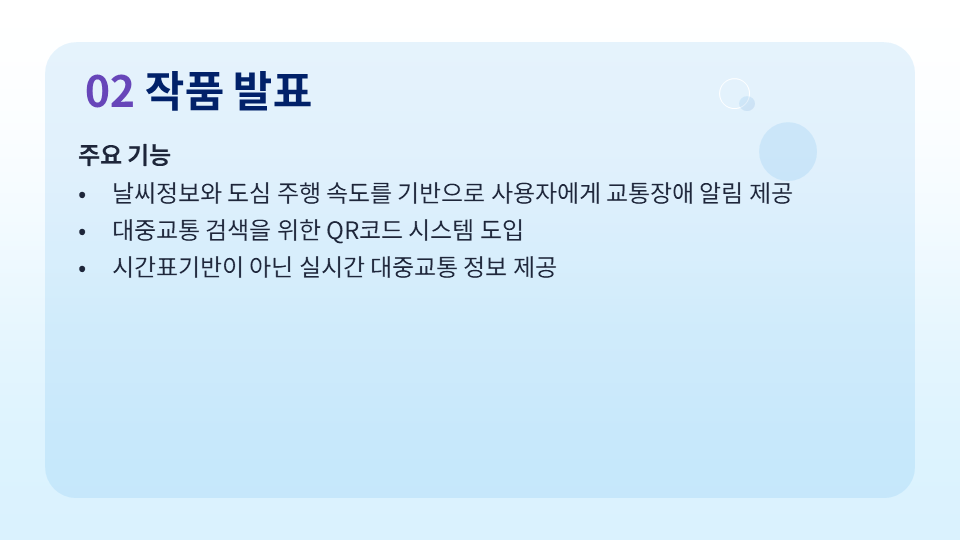 02 작품 발표
주요 기능
• 날씨정보와 도심 주행 속도를 기반으로 사용자에게 교통장애 알림 제공
• 대중교통 검색을 위한 QR코드 시스템 도입
• 시간표기반이 아닌 실시간 대중교통 정보 제공